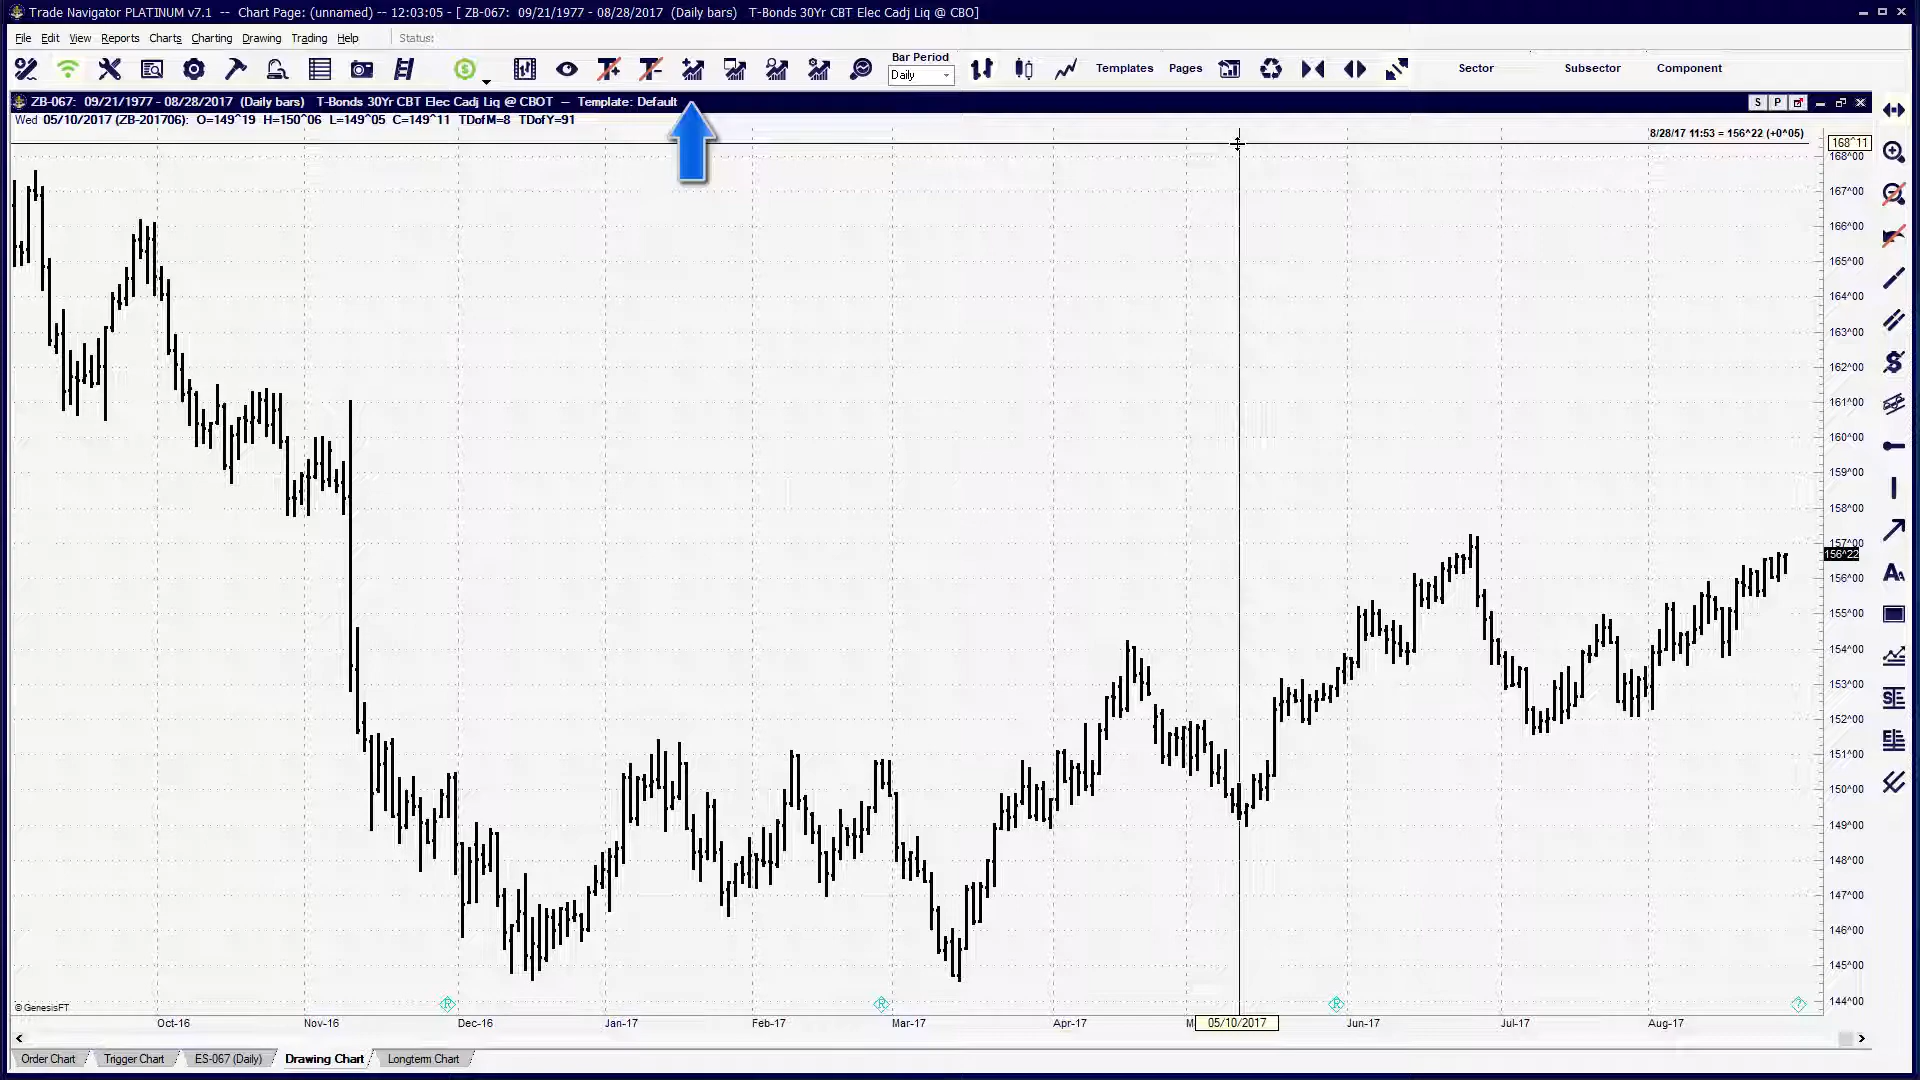 Trade Navigator PLATINUM v7.1 -- Chart Page: (unnamed) -- 12:03:05 - [ ZB-067: 09/21/1977 - 08/28/2017 (Daily bars) T-Bonds 30Yr CBT Elec Cadj Liq @ CBO]
File Edit View Reports Charts Charting Drawing Trading Help Status:
Bar Period
Daily
Templates Pages Sector Subsector Component
ZB-067: 09/21/1977 - 08/28/2017 (Daily bars) T-Bonds 30Yr CBT Elec Cadj Liq @ CBOT -- Template: Default
S P
Wed 05/10/2017 (ZB-201706): O=149^19 H=150^06 L=149^05 C=149^11 TDofM=8 TDofY=91
8/28/17 11:53 = 156^22 (+0^05)
168^11
168^00
167^00
166^00
165^00
164^00
163^00
162^00
161^00
160^00
159^00
158^00
157^00
156^22
156^00
155^00
154^00
153^00
152^00
151^00
150^00
149^00
148^00
147^00
146^00
145^00
144^00
R R R ?
© GenesisFT
Oct-16 Nov-16 Dec-16 Jan-17 Feb-17 Mar-17 Apr-17 M 05/10/2017 Jun-17 Jul-17 Aug-17
Order Chart Trigger Chart ES-067 (Daily) Drawing Chart Longterm Chart